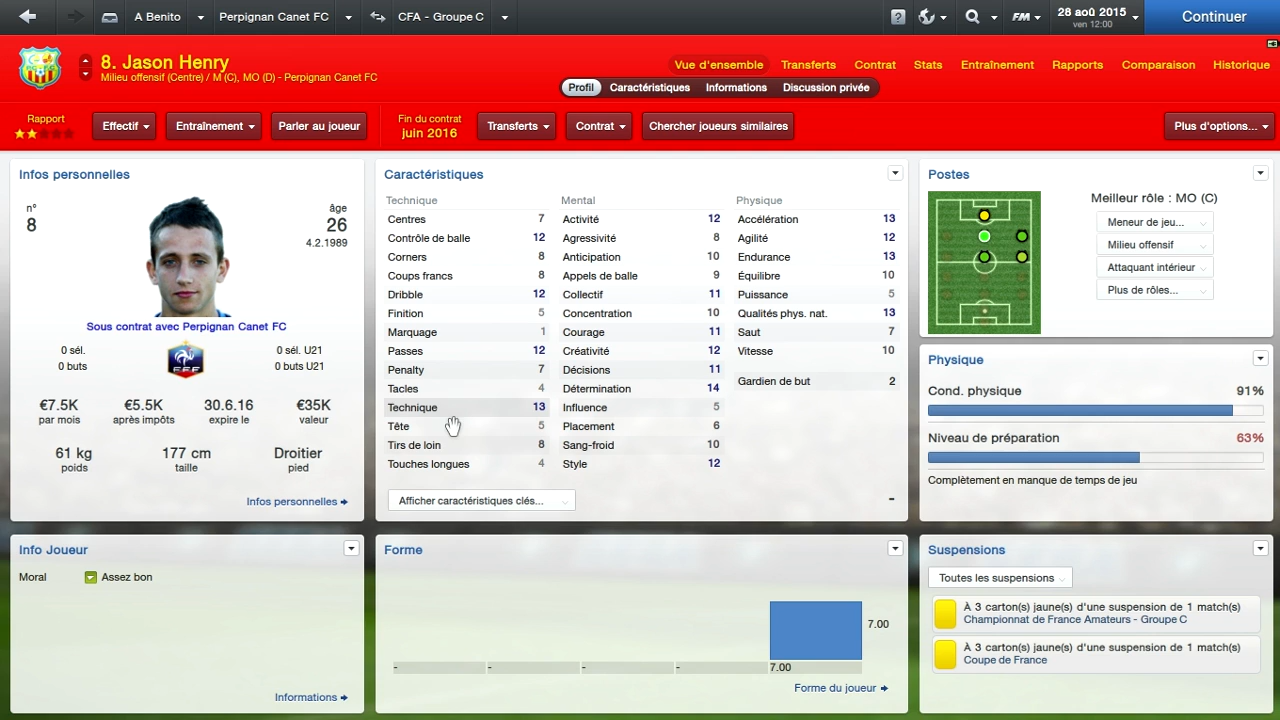 A Benito
Perpignan Canet FC
CFA - Groupe C
?
FM
28 aoû 2015
ven 12:00
Continuer
8. Jason Henry
Milieu offensif (Centre) / M (C), MO (D) - Perpignan Canet FC
Vue d'ensemble
Transferts
Contrat
Stats
Entraînement
Rapports
Comparaison
Historique
Profil
Caractéristiques
Informations
Discussion privée
Rapport
Effectif
Entraînement
Parler au joueur
Fin du contrat
juin 2016
Transferts
Contrat
Chercher joueurs similaires
Plus d'options...
Infos personnelles
n°
8
âge
26
4.2.1989
Sous contrat avec Perpignan Canet FC
0 sél.
0 buts
FFF
0 sél. U21
0 buts U21
€7.5K
par mois
€5.5K
après impôts
30.6.16
expire le
€35K
valeur
61 kg
poids
177 cm
taille
Droitier
pied
Infos personnelles
Caractéristiques
Technique
Centres 7
Contrôle de balle 12
Corners 8
Coups francs 8
Dribble 12
Finition 5
Marquage 1
Passes 12
Penalty 7
Tacles 4
Technique 13
Tête 5
Tirs de loin 8
Touches longues 4
Mental
Activité 12
Agressivité 8
Anticipation 10
Appels de balle 9
Collectif 11
Concentration 10
Courage 11
Créativité 12
Décisions 11
Détermination 14
Influence 5
Placement 6
Sang-froid 10
Style 12
Physique
Accélération 13
Agilité 12
Endurance 13
Équilibre 10
Puissance 5
Qualités phys. nat. 13
Saut 7
Vitesse 10
Gardien de but 2
Afficher caractéristiques clés...
-
Postes
Meilleur rôle : MO (C)
Meneur de jeu...
Milieu offensif
Attaquant intérieur
Plus de rôles...
Physique
Cond. physique 91%
Niveau de préparation 63%
Complètement en manque de temps de jeu
Info Joueur
Moral Assez bon
Informations
Forme
7.00
- - - - 7.00
Forme du joueur
Suspensions
Toutes les suspensions
À 3 carton(s) jaune(s) d'une suspension de 1 match(s)
Championnat de France Amateurs - Groupe C
À 3 carton(s) jaune(s) d'une suspension de 1 match(s)
Coupe de France